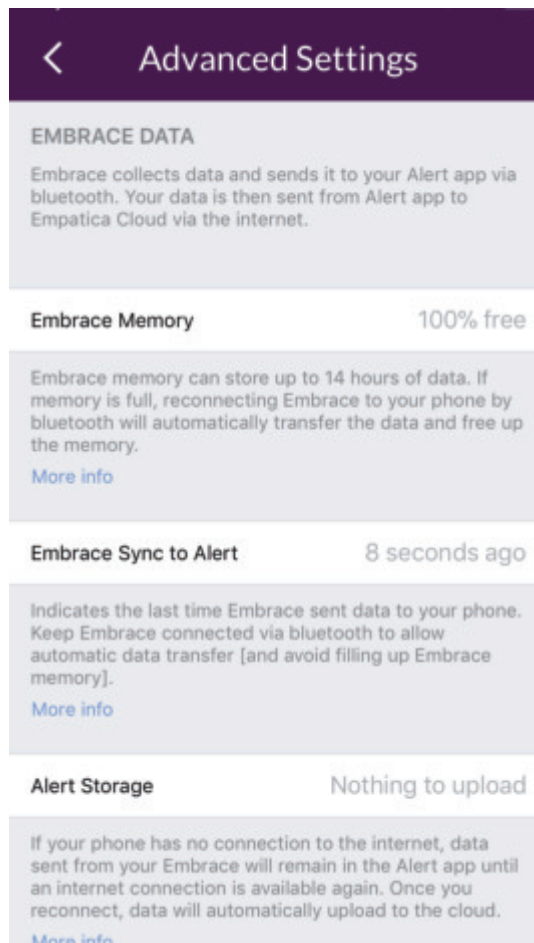 Advanced Settings
EMBRACE DATA
Embrace collects data and sends it to your Alert app via
bluetooth. Your data is then sent from Alert app to
Empatica Cloud via the internet.
Embrace Memory 100% free
Embrace memory can store up to 14 hours of data. If
memory is full, reconnecting Embrace to your phone by
bluetooth will automatically transfer the data and free up
the memory.
More info
Embrace Sync to Alert 8 seconds ago
Indicates the last time Embrace sent data to your phone.
Keep Embrace connected via bluetooth to allow
automatic data transfer [and avoid filling up Embrace
memory].
More info
Alert Storage Nothing to upload
If your phone has no connection to the internet, data
sent from your Embrace will remain in the Alert app until
an internet connection is available again. Once you
reconnect, data will automatically upload to the cloud.
More info